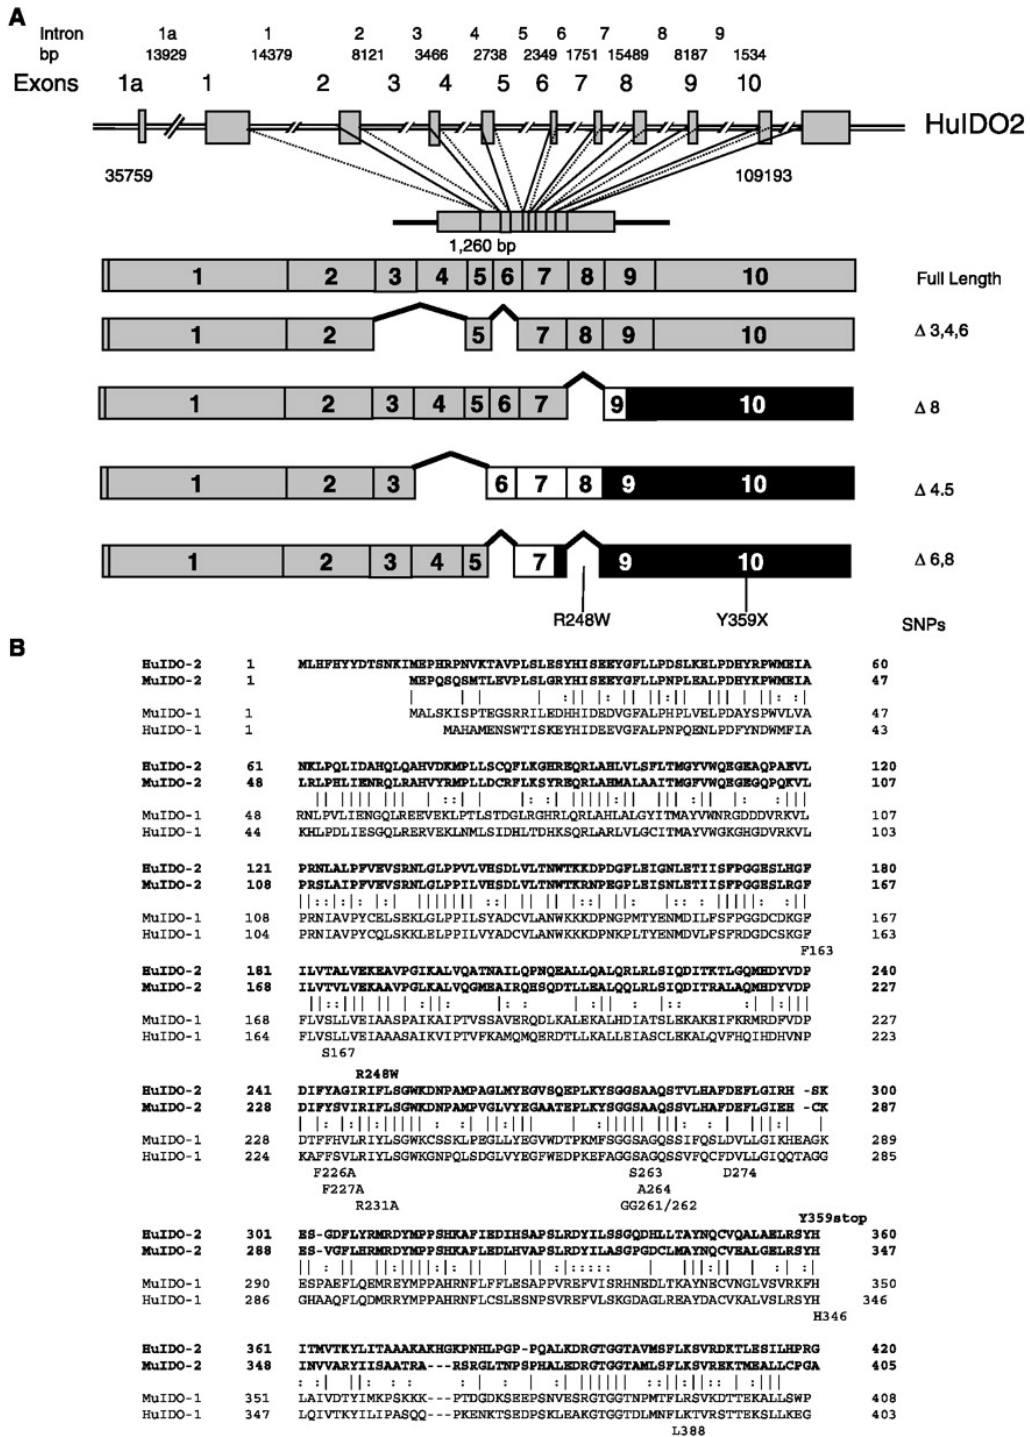 A
Intron 1a 1 2 3 4 5 6 7 8 9
bp 13929 14379 8121 3466 2738 2349 1751 15489 8187 1534
Exons 1a 1 2 3 4 5 6 7 8 9 10
HuIDO2
35759 109193
1,260 bp
1 2 3 4 5 6 7 8 9 10 Full Length
1 2 5 7 8 9 10 Δ 3,4,6
1 2 3 4 5 6 7 9 10 Δ 8
1 2 3 6 7 8 9 10 Δ 4.5
1 2 3 4 5 7 9 10 Δ 6,8
R248W Y359X SNPs
B
HuIDO-2 1 MLHFHYYDTSNKIMEPHRPNVKTAVPLSLESYHISEEYGFLLPDSLKELPDHYRPWMEIA 60
MuIDO-2 1 MEPQSQSMTLEVPLSLGRYHISEEYGFLLPNPLEALPDHYKPWMEIA 47
MuIDO-1 1 MALSKISPTEGSRRILEDHHIDEDVGFALPHPLVELPDAYSPWVLVA 47
HuIDO-1 1 MAHAMENSWTISKEYHIDEEVGFALPNPQENLPDFYNDWMFIA 43
HuIDO-2 61 NKLPQLIDAHQLQAHVDKMPLLSCQFLKGHREQRLAHLVLSFLTMGYVWQEGEAQPAEVL 120
MuIDO-2 48 LRLPHLIENRQLRAHVYRMPLLDCRFLKSYREQRLAHMALAAITMGFVWQEGEGQPQKVL 107
MuIDO-1 48 RNLPVLIENGQLREEVEKLPTLSTDGLRGHRLQRLAHLALGYITMAYVWNRGDDDVRKVL 107
HuIDO-1 44 KHLPDLIESGQLRERVEKLNMLSIDHLTDHKSQRLARLVLGCITMAYVWGKGHGDVRKVL 103
HuIDO-2 121 PRNLALPFVEVSRNLGLPPVLVHSDLVLTNWTKKDPDGFLEIGNLETIISFPGGESLHGF 180
MuIDO-2 108 PRSLAIPFVEVSRNLGLPPILVHSDLVLTNWTKRNPEGPLEISNLETIISFPGGESLRGF 167
MuIDO-1 108 PRNIAVPYCELSEKLGLPPILSYADCVLANWKKKDPNGPMTYENMDILFSFPGGDCDKGF 167
HuIDO-1 104 PRNIAVPYCQLSKKLELPPILVYADCVLANWKKKDPNKPLTYENMDVLFSFRDGDCSKGF 163
F163
HuIDO-2 181 ILVTALVEKEAVPGIKALVQATNAILQPNQEALLQALQRLRLSIQDITKTLGQMHDYVDP 240
MuIDO-2 168 ILVTVLVEKAAVPGLKALVQGMEAIRQHSQDTLLEALQQLRLSIQDITRALAQMHDYVDP 227
MuIDO-1 168 FLVSLLVEIAASPAIKAIPTVSSAVERQDLKALEKALHDIATSLEKAKEIFKRMRDFVDP 227
HuIDO-1 164 FLVSLLVEIAAASAIKVIPTVFKAMQMQERDTLLKALLEIASCLEKALQVFHQIHDHVNP 223
S167
R248W
HuIDO-2 241 DIFYAGIRIFLSGWKDNPAMPAGLMYEGVSQEPLKYSGGSAAQSTVLHAFDEFLGIRH -SK 300
MuIDO-2 228 DIFYSVIRIFLSGWKDNPAMPVGLVYEGAATEPLKYSGGSAAQSSVLHAFDEFLGIEH -CK 287
MuIDO-1 228 DTFFHVLRIYLSGWKCSSKLPEGLLYEGVWDTPKMFSGGSAGQSSIFQSLDVLLGIKHEAGK 289
HuIDO-1 224 KAFFSVLRIYLSGWKGNPQLSDGLVYEGFWEDPKEFAGGSAGQSSVFQCFDVLLGIQQTAGG 285
F226A S263 D274
F227A A264
R231A GG261/262
Y359stop
HuIDO-2 301 ES-GDFLYRMRDYMPPSHKAFIEDIHSAPSLRDYILSSGQDHLLTAYNQCVQALAELRSYH 360
MuIDO-2 288 ES-VGFLHRMRDYMPPSHKAFLEDLHVAPSLRDYILASGPGDCLMAYNQCVEALGELRSYH 347
MuIDO-1 290 ESPAEFLQEMREYMPPAHRNFLFFLESAPPVREFVISRHNEDLTKAYNECVNGLVSVRKFH 350
HuIDO-1 286 GHAAQFLQDMRRYMPPAHRNFLCSLESNPSVREFVLSKGDAGLREAYDACVKALVSLRSYH 346
H346
HuIDO-2 361 ITMVTKYLITAAAKAKHGKPNHLPGP-PQALKDRGTGGTAVMSFLKSVRDKTLESILHPRG 420
MuIDO-2 348 INVVARYIISAATRA---RSRGLTNPSPHALEDRGTGGTAMLSFLKSVREKTMEALLCPGA 405
MuIDO-1 351 LAIVDTYIMKPSKKK---PTDGDKSEEPSNVESRGTGGTNPMTFLRSVKDTTEKALLSWP 408
HuIDO-1 347 LQIVTKYILIPASQQ---PKENKTSEDPSKLEAKGTGGTDLMNFLKTVRSTTEKSLLKEG 403
L388